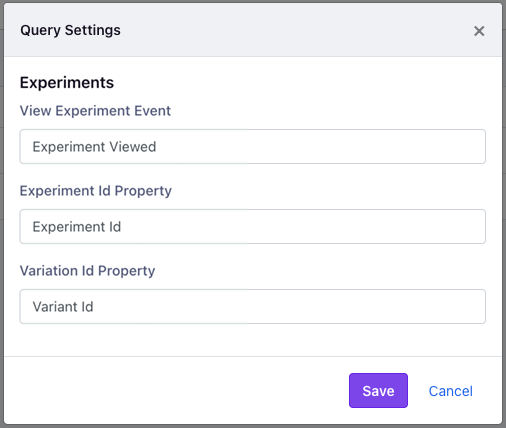 Query Settings
×
Experiments
View Experiment Event
Experiment Viewed
Experiment Id Property
Experiment Id
Variation Id Property
Variant Id
Save Cancel